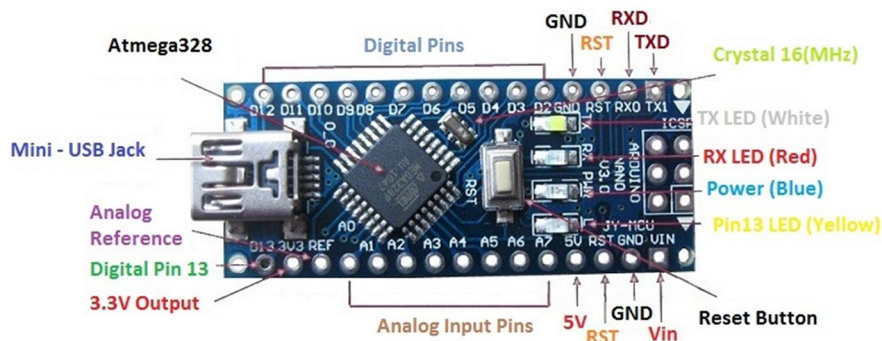 GND
RXD
RST
TXD
Atmega328
Digital Pins
Crystal 16(MHz)
D12 D11 D10 D9 D8 D7 D6 D5 D4 D3 D2 GND RST RX0 TX1
TX LED (White)
ICSP
Mini - USB Jack
RX LED (Red)
ARDUINO
NANO
V3.0
RST
PWR
Power (Blue)
Analog
Reference
L
JY-MCU
Pin13 LED (Yellow)
A0
D13 3V3 REF A1 A2 A3 A4 A5 A6 A7 5V RST GND VIN
Digital Pin 13
3.3V Output
Analog Input Pins
5V
RST
GND
Vin
Reset Button